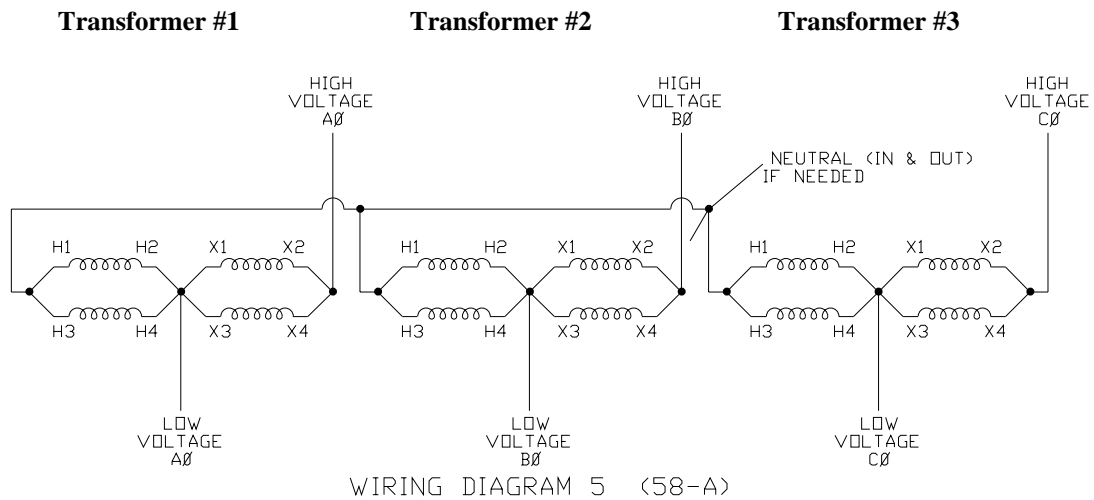 Transformer #1 Transformer #2 Transformer #3
HIGH
VOLTAGE
AØ
HIGH
VOLTAGE
BØ
HIGH
VOLTAGE
CØ
NEUTRAL (IN & OUT)
IF NEEDED
H1 H2 X1 X2
H3 H4 X3 X4
H1 H2 X1 X2
H3 H4 X3 X4
H1 H2 X1 X2
H3 H4 X3 X4
LOW
VOLTAGE
AØ
LOW
VOLTAGE
BØ
LOW
VOLTAGE
CØ
WIRING DIAGRAM 5 (58-A)